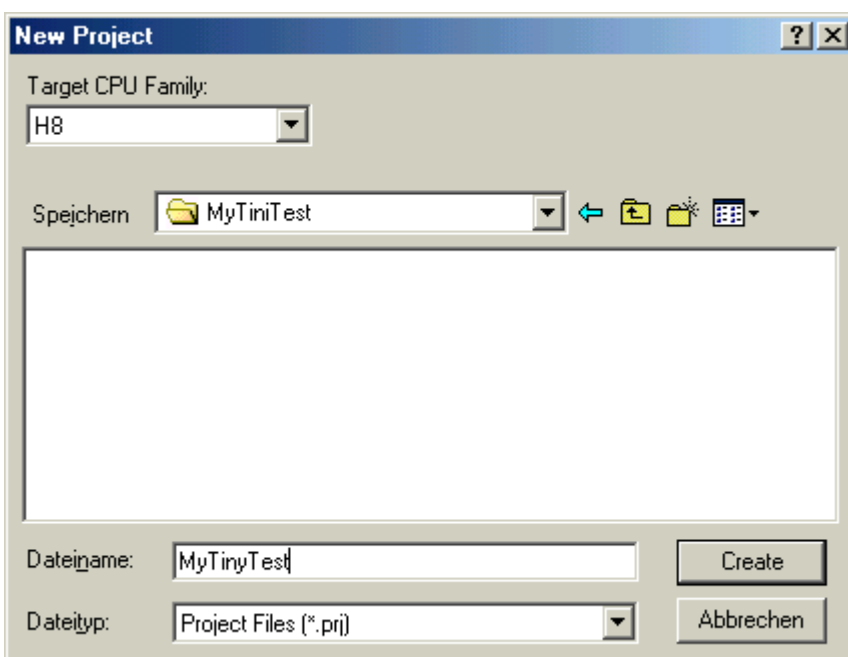 New Project
Target CPU Family:
H8
Speichern MyTiniTest
Dateiname: MyTinyTest Create
Dateityp: Project Files (*.prj) Abbrechen